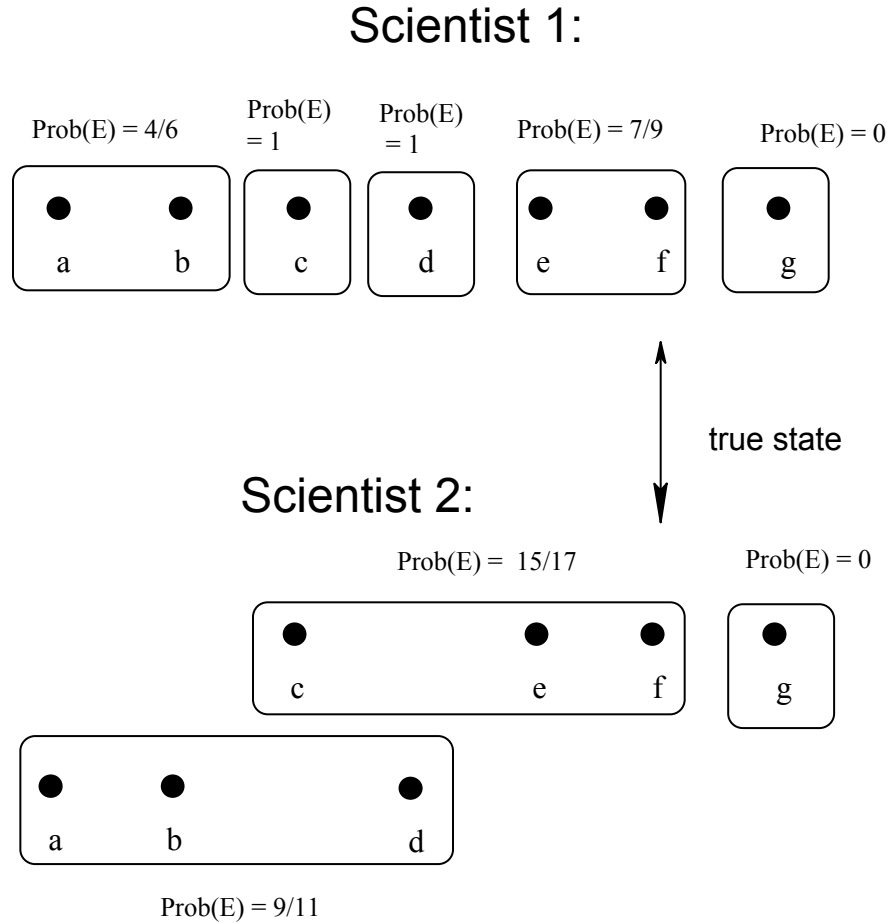 Scientist 1:
Prob(E) = 4/6
Prob(E)
= 1
Prob(E)
= 1
Prob(E) = 7/9
Prob(E) = 0
a b c d e f g
true state
Scientist 2:
Prob(E) = 15/17
Prob(E) = 0
c e f g
a b d
Prob(E) = 9/11